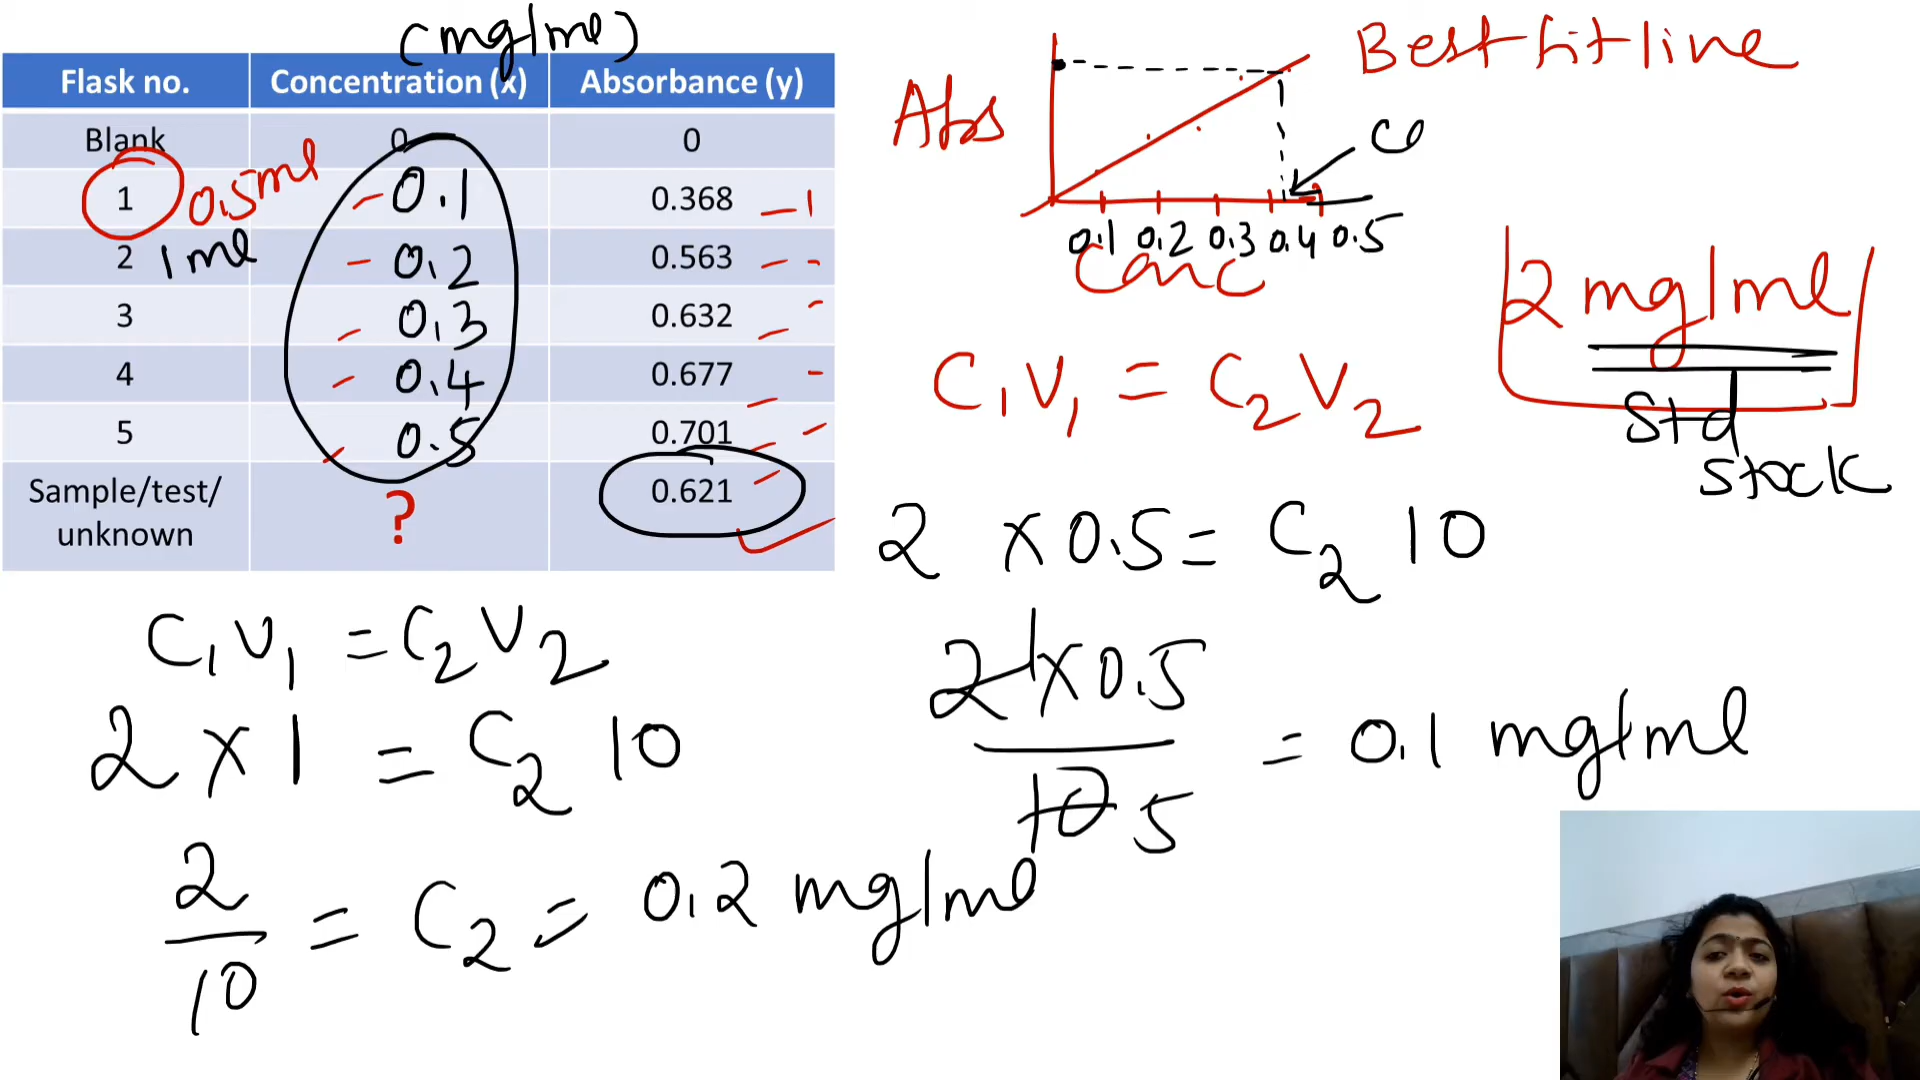 (mg/ml)
Flask no. Concentration (x) Absorbance (y)
Blank 0 0
1 0.5ml 0.1 0.368 1
2 1ml 0.2 0.563
3 0.3 0.632
4 0.4 0.677
5 0.5 0.701
Sample/test/ unknown ? 0.621
Best fit line
Abs
0.1 0.2 0.3 0.4 0.5
Conc
2 mg/ml
Std
stock
C1V1 = C2V2
2 × 0.5 = C2 10
2 1 × 0.5
10 5
= 0.1 mg/ml
C1V1 = C2V2
2 × 1 = C2 10
2
10
= C2 = 0.2 mg/ml